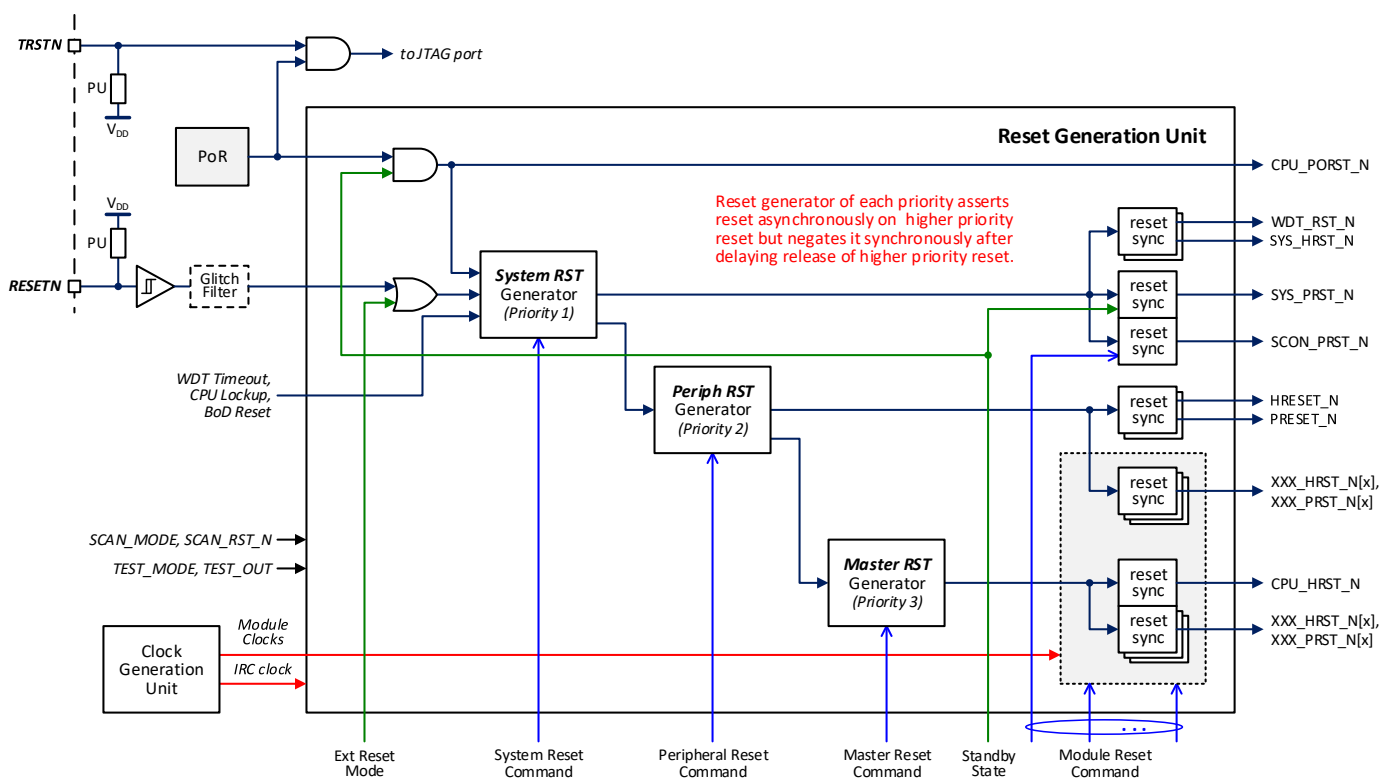 TRSTN
PU
VDD
to JTAG port
PoR
Reset Generation Unit
CPU_PORST_N
VDD
PU
RESETN
Glitch
Filter
Reset generator of each priority asserts
reset asynchronously on higher priority
reset but negates it synchronously after
delaying release of higher priority reset.
System RST
Generator
(Priority 1)
reset
sync
WDT_RST_N
SYS_HRST_N
reset
sync
SYS_PRST_N
reset
sync
SCON_PRST_N
WDT Timeout,
CPU Lockup,
BoD Reset
Periph RST
Generator
(Priority 2)
reset
sync
HRESET_N
PRESET_N
reset
sync
XXX_HRST_N[x],
XXX_PRST_N[x]
SCAN_MODE, SCAN_RST_N
TEST_MODE, TEST_OUT
Master RST
Generator
(Priority 3)
reset
sync
CPU_HRST_N
reset
sync
XXX_HRST_N[x],
XXX_PRST_N[x]
Clock
Generation
Unit
Module
Clocks
IRC clock
. . .
Ext Reset
Mode
System Reset
Command
Peripheral Reset
Command
Master Reset
Command
Standby
State
Module Reset
Command